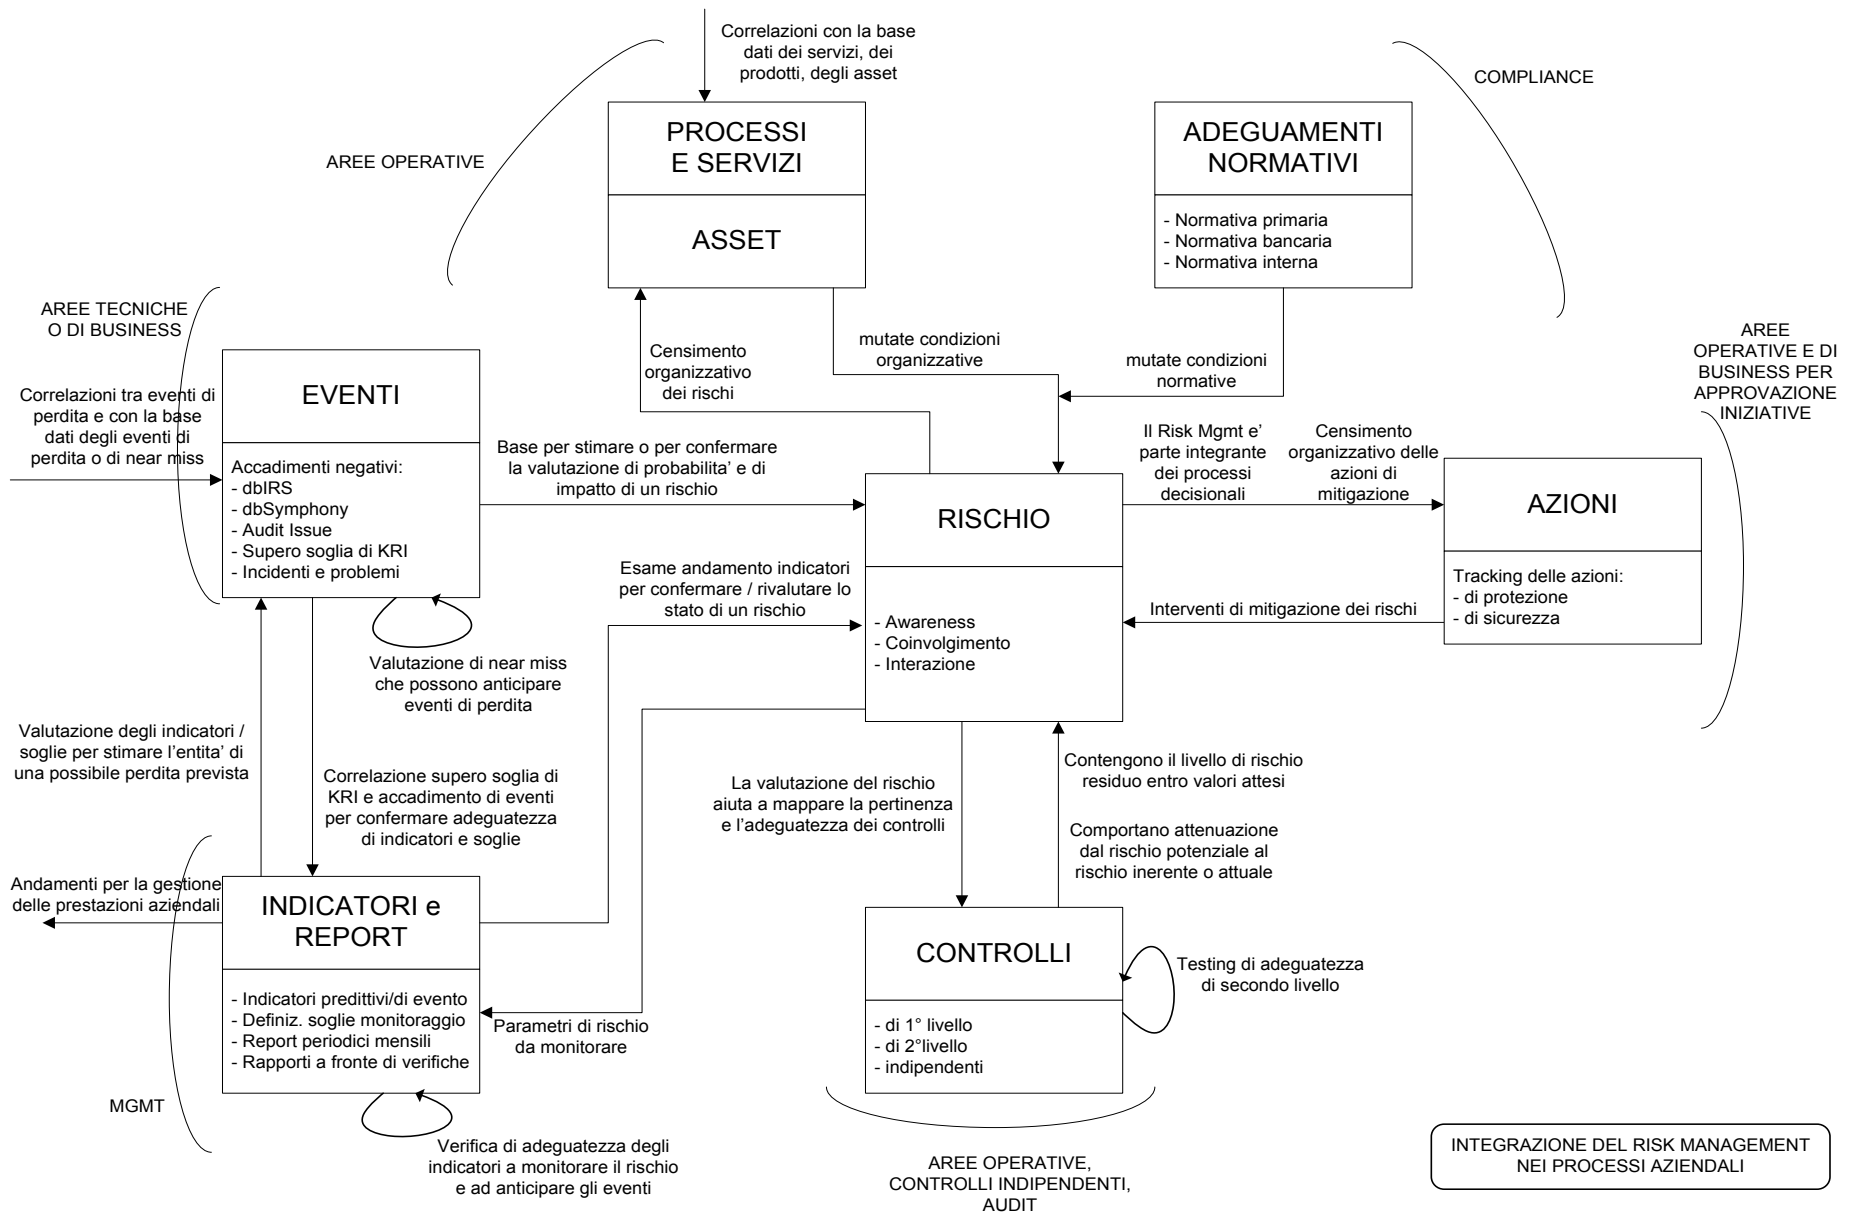 Correlazioni con la base
dati dei servizi, dei
prodotti, degli asset
COMPLIANCE
AREE OPERATIVE
PROCESSI
E SERVIZI
ASSET
ADEGUAMENTI
NORMATIVI
- Normativa primaria
- Normativa bancaria
- Normativa interna
AREE TECNICHE
O DI BUSINESS
Correlazioni tra eventi di
perdita e con la base
dati degli eventi di
perdita o di near miss
EVENTI
Accadimenti negativi:
- dbIRS
- dbSymphony
- Audit Issue
- Supero soglia di KRI
- Incidenti e problemi
Censimento
organizzativo
dei rischi
mutate condizioni
organizzative
mutate condizioni
normative
AREE
OPERATIVE E DI
BUSINESS PER
APPROVAZIONE
INIZIATIVE
Base per stimare o per confermare
la valutazione di probabilita' e di
impatto di un rischio
Il Risk Mgmt e'
parte integrante
dei processi
decisionali
Censimento
organizzativo delle
azioni di
mitigazione
RISCHIO
- Awareness
- Coinvolgimento
- Interazione
AZIONI
Tracking delle azioni:
- di protezione
- di sicurezza
Esame andamento indicatori
per confermare / rivalutare lo
stato di un rischio
Interventi di mitigazione dei rischi
Valutazione di near miss
che possono anticipare
eventi di perdita
Valutazione degli indicatori /
soglie per stimare l'entita' di
una possibile perdita prevista
Correlazione supero soglia di
KRI e accadimento di eventi
per confermare adeguatezza
di indicatori e soglie
La valutazione del rischio
aiuta a mappare la pertinenza
e l'adeguatezza dei controlli
Contengono il livello di rischio
residuo entro valori attesi
Comportano attenuazione
dal rischio potenziale al
rischio inerente o attuale
Andamenti per la gestione
delle prestazioni aziendali
INDICATORI e
REPORT
- Indicatori predittivi/di evento
- Definiz. soglie monitoraggio
- Report periodici mensili
- Rapporti a fronte di verifiche
Parametri di rischio
da monitorare
CONTROLLI
- di 1° livello
- di 2°livello
- indipendenti
Testing di adeguatezza
di secondo livello
MGMT
Verifica di adeguatezza degli
indicatori a monitorare il rischio
e ad anticipare gli eventi
AREE OPERATIVE,
CONTROLLI INDIPENDENTI,
AUDIT
INTEGRAZIONE DEL RISK MANAGEMENT
NEI PROCESSI AZIENDALI